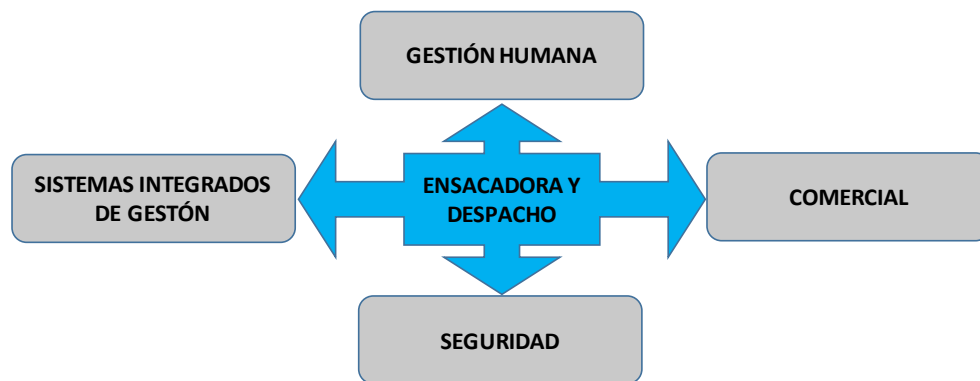 GESTIÓN HUMANA
SISTEMAS INTEGRADOS
DE GESTÓN
ENSACADORA Y
DESPACHO
COMERCIAL
SEGURIDAD